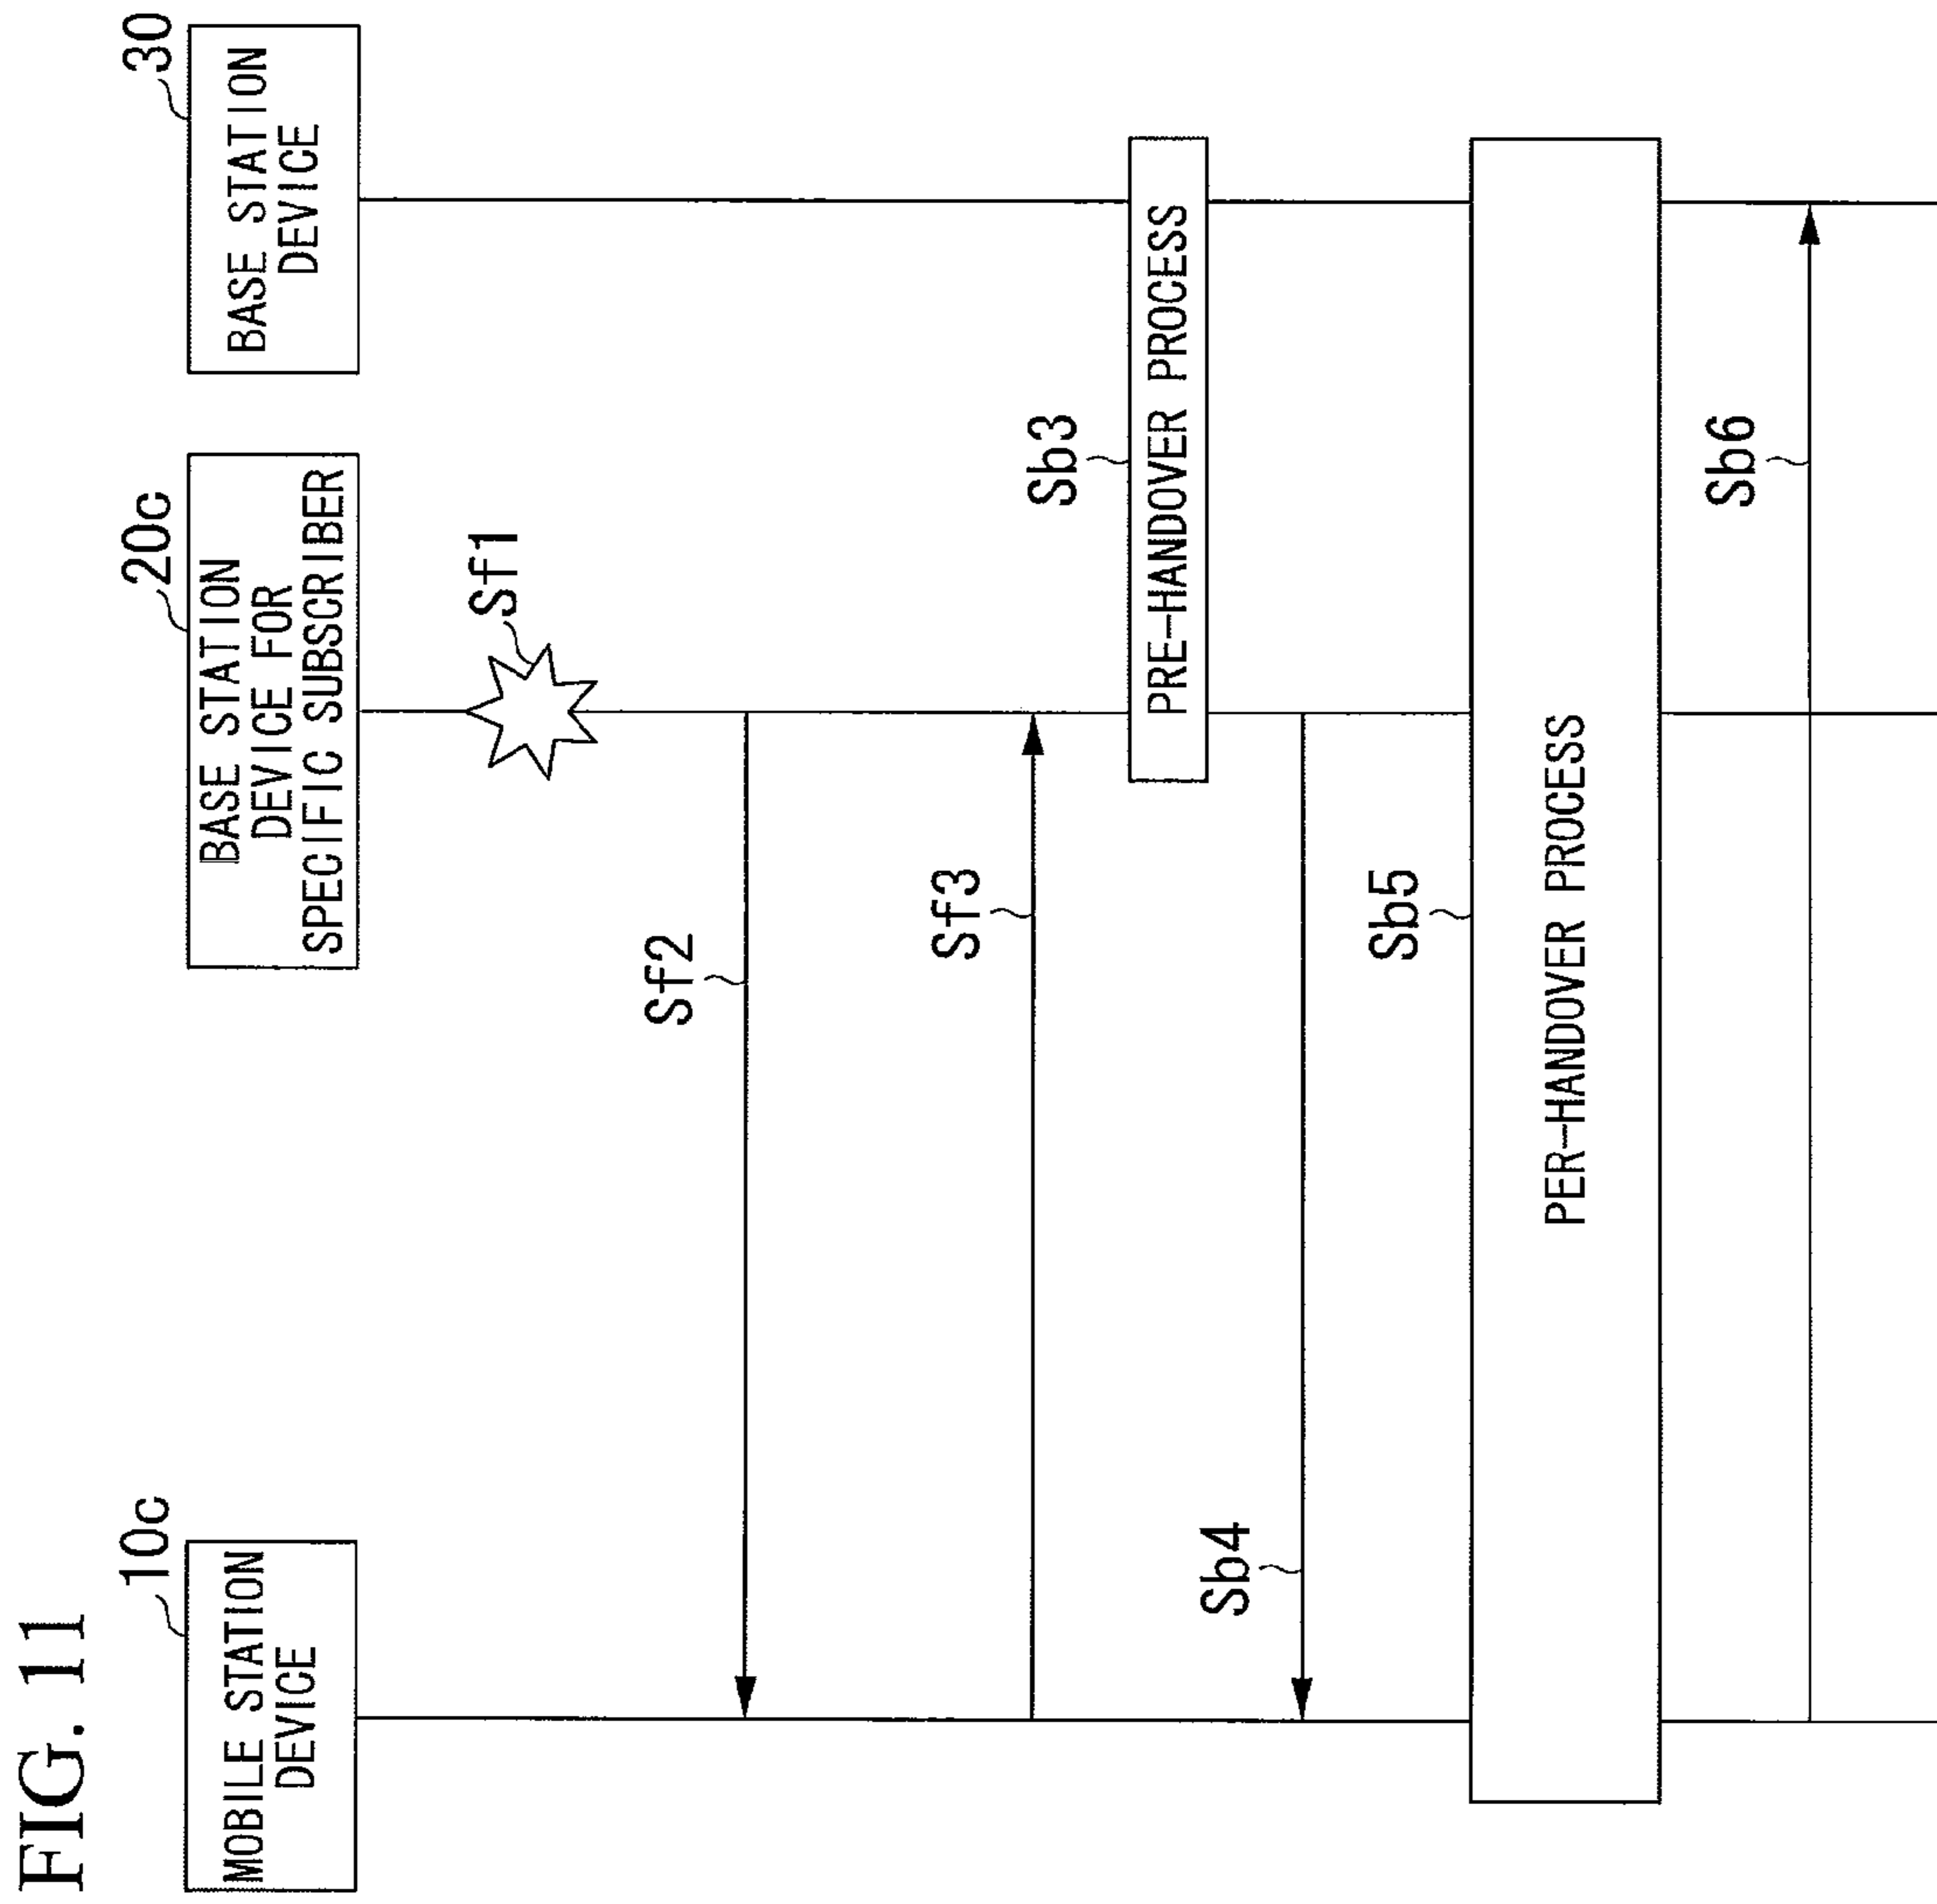 FIG. 11
10c
MOBILE STATION
DEVICE
20c
BASE STATION
DEVICE FOR
SPECIFIC SUBSCRIBER
30
BASE STATION
DEVICE
Sf1
Sf2
Sf3
Sb3
PRE-HANDOVER PROCESS
Sb4
Sb5
PER-HANDOVER PROCESS
Sb6